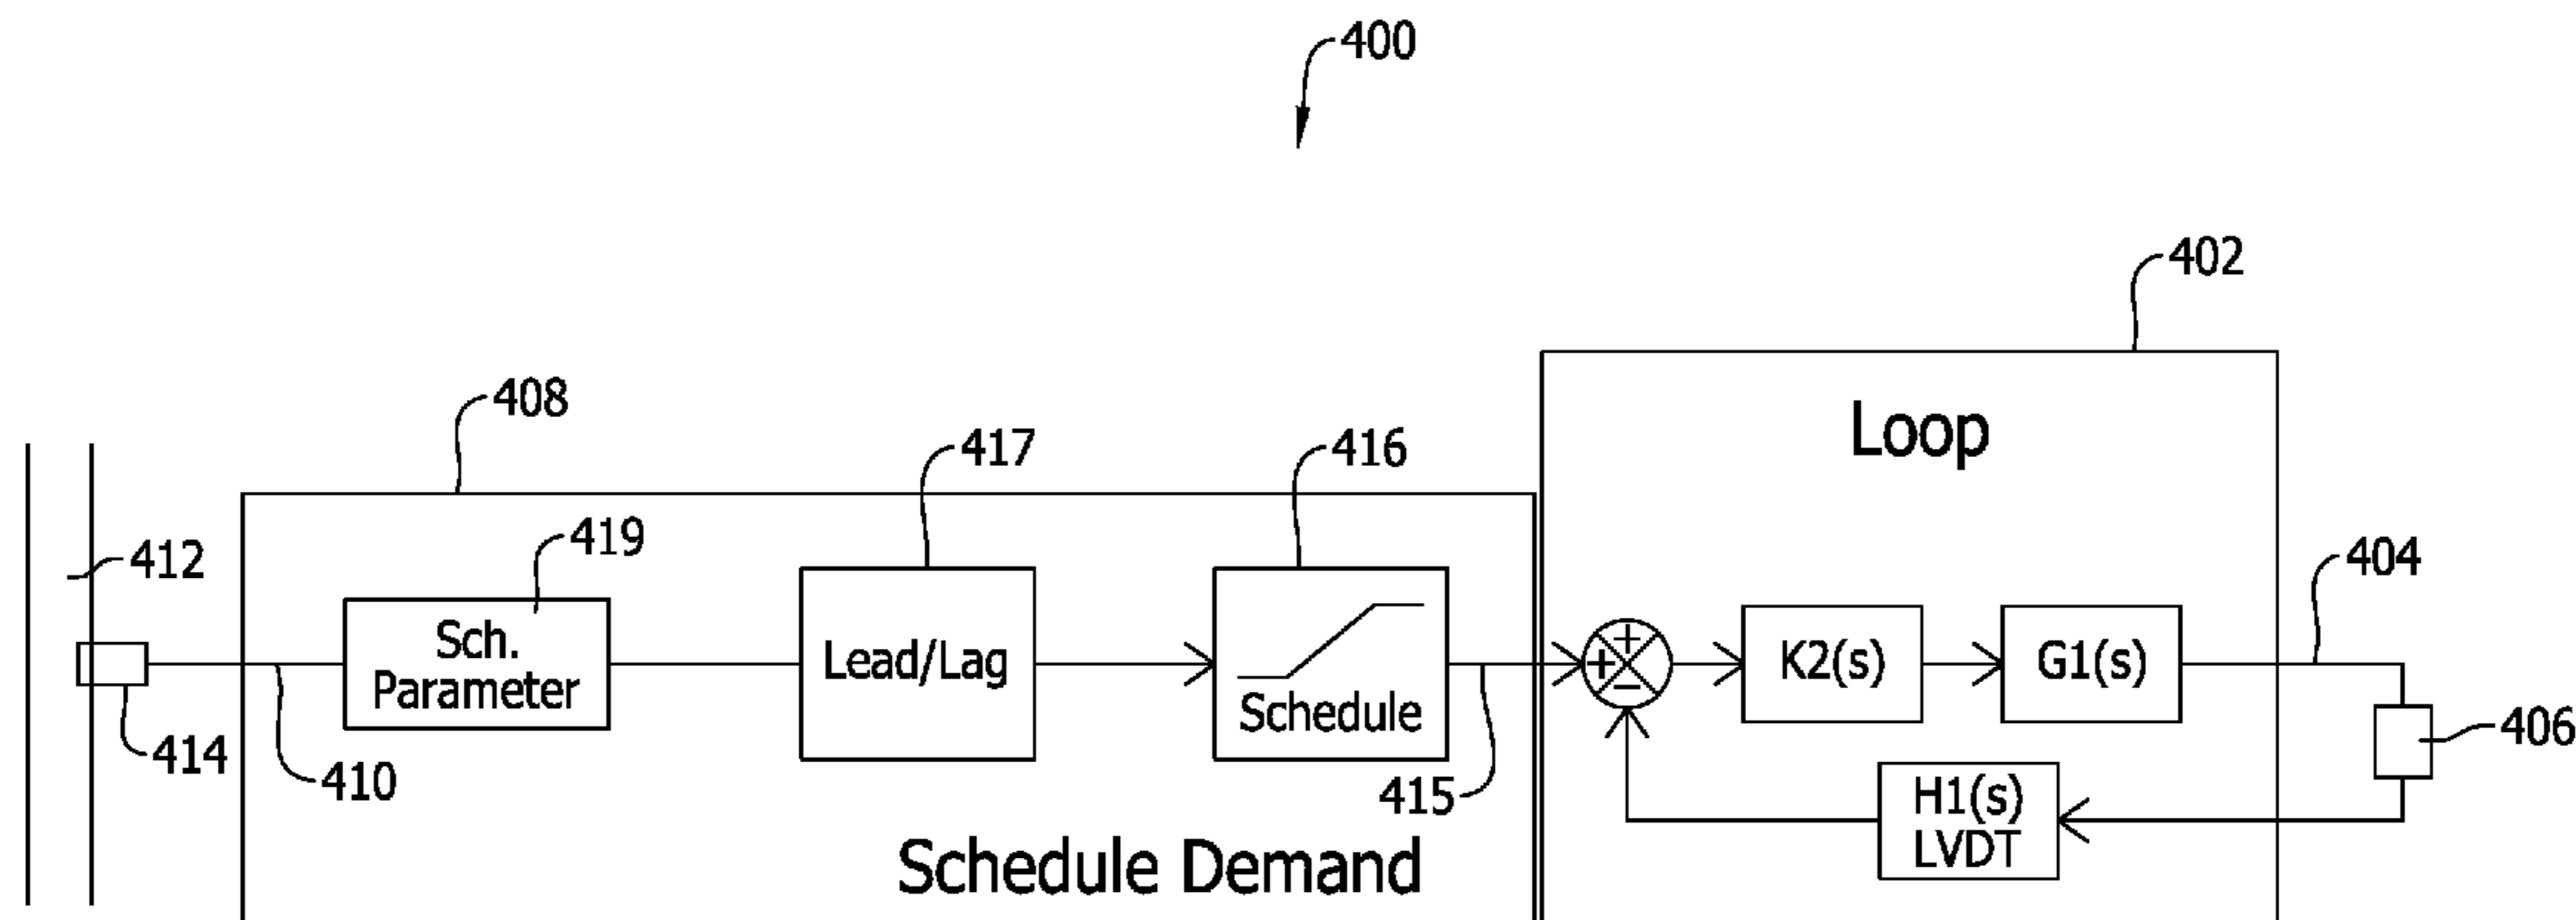 400
402
408
Loop
417
416
419
412
404
Sch.
Parameter
Lead/Lag
Schedule
+
+
−
K2(s)
G1(s)
414
410
415
406
H1(s)
LVDT
Schedule Demand